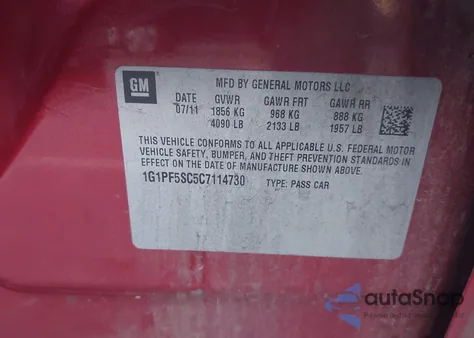 GM
MFD BY GENERAL MOTORS LLC
DATE GVWR GAWR FRT GAWR RR
07/11 1856 KG 968 KG 888 KG
4090 LB 2133 LB 1957 LB
THIS VEHICLE CONFORMS TO ALL APPLICABLE U.S. FEDERAL MOTOR
VEHICLE SAFETY, BUMPER, AND THEFT PREVENTION STANDARDS IN
EFFECT ON THE DATE OF MANUFACTURE SHOWN ABOVE.
1G1PF5SC5C7114730 TYPE: PASS CAR
autoSnap